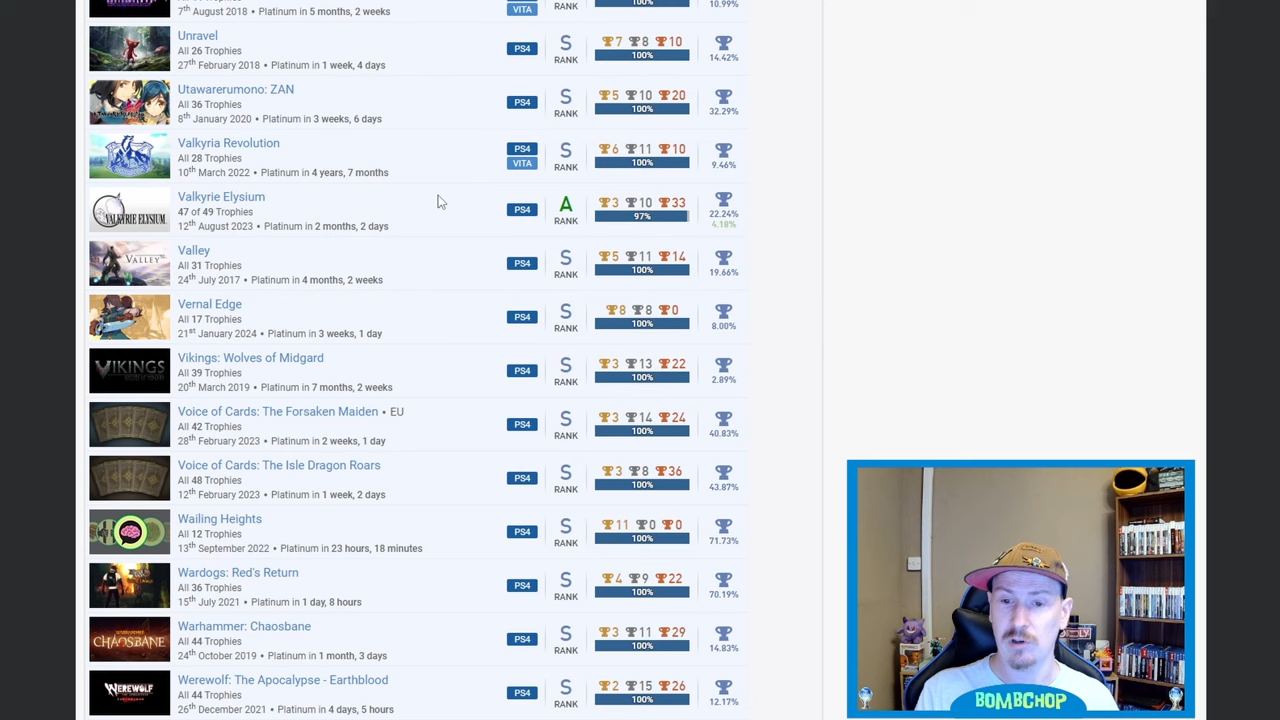 7th August 2018 • Platinum in 5 months, 2 weeks
VITA
RANK
100%
10.99%
Unravel
All 26 Trophies
27th February 2018 • Platinum in 1 week, 4 days
PS4
S
RANK
7 8 10
100%
14.42%
Utawarerumono: ZAN
All 36 Trophies
8th January 2020 • Platinum in 3 weeks, 6 days
PS4
S
RANK
5 10 20
100%
32.29%
Valkyria Revolution
All 28 Trophies
10th March 2022 • Platinum in 4 years, 7 months
PS4
VITA
S
RANK
6 11 10
100%
9.46%
VALKYRIE ELYSIUM
Valkyrie Elysium
47 of 49 Trophies
12th August 2023 • Platinum in 2 months, 2 days
PS4
A
RANK
3 10 33
97%
22.24%
4.18%
VALLEY
Valley
All 31 Trophies
24th July 2017 • Platinum in 4 months, 2 weeks
PS4
S
RANK
5 11 14
100%
19.66%
Vernal Edge
All 17 Trophies
21st January 2024 • Platinum in 3 weeks, 1 day
PS4
S
RANK
8 8 0
100%
8.00%
VIKINGS
Vikings: Wolves of Midgard
All 39 Trophies
20th March 2019 • Platinum in 7 months, 2 weeks
PS4
S
RANK
3 13 22
100%
2.89%
Voice of Cards: The Forsaken Maiden • EU
All 42 Trophies
28th February 2023 • Platinum in 2 weeks, 1 day
PS4
S
RANK
3 14 24
100%
40.83%
Voice of Cards: The Isle Dragon Roars
All 48 Trophies
12th February 2023 • Platinum in 1 week, 2 days
PS4
S
RANK
3 8 36
100%
43.87%
Wailing Heights
All 12 Trophies
13th September 2022 • Platinum in 23 hours, 18 minutes
PS4
S
RANK
11 0 0
100%
71.73%
Wardogs: Red's Return
All 36 Trophies
15th July 2021 • Platinum in 1 day, 8 hours
PS4
S
RANK
4 9 22
100%
70.19%
CHAOSBANE
Warhammer: Chaosbane
All 44 Trophies
24th October 2019 • Platinum in 1 month, 3 days
PS4
S
RANK
3 11 29
100%
14.83%
WEREWOLF
Werewolf: The Apocalypse - Earthblood
All 44 Trophies
26th December 2021 • Platinum in 4 days, 5 hours
PS4
S
RANK
2 15 26
100%
12.17%
BOMBCHOP